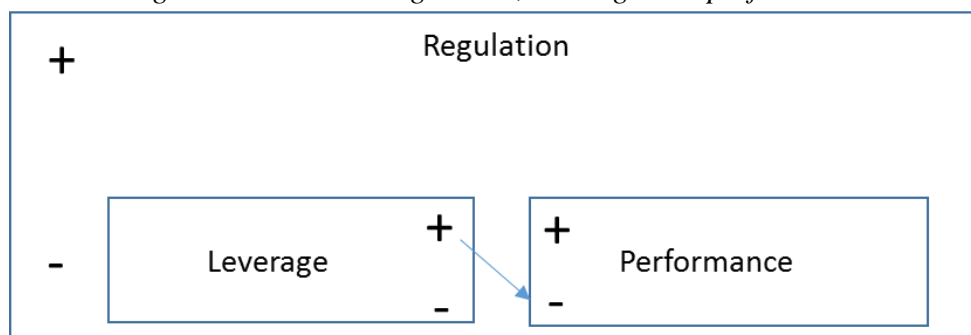 + Regulation
+ +
- Leverage Performance
- -